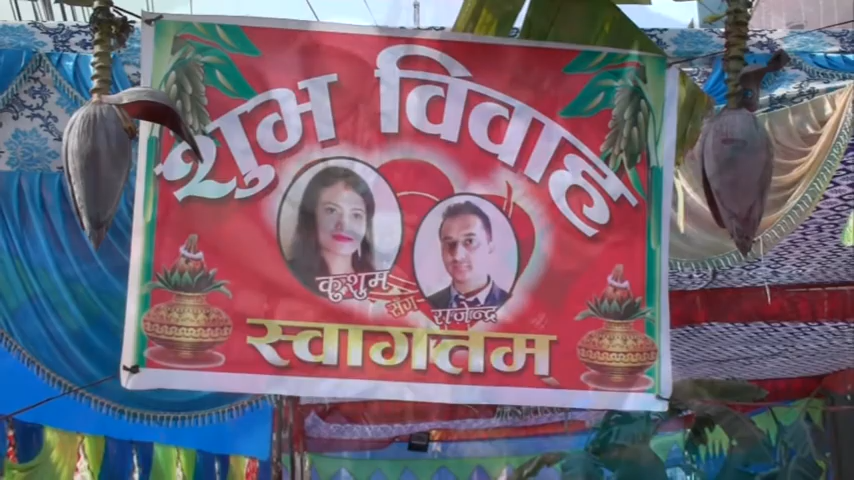 शुभ विवाह
कुशुम
संग
राजेन्द्र
स्वागतम्